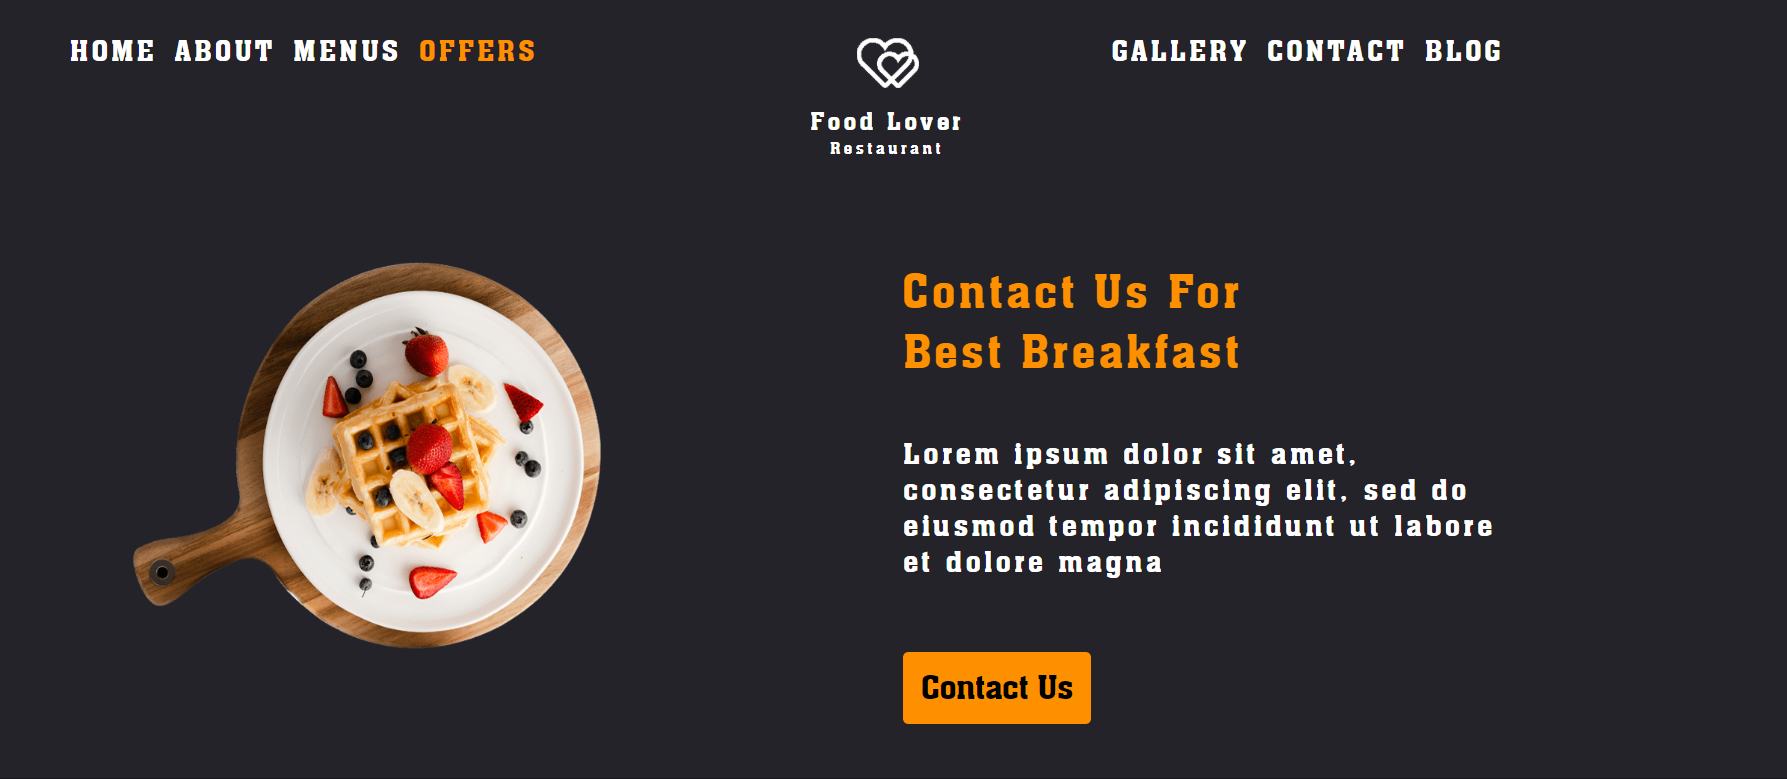 HOME ABOUT MENUS OFFERS
GALLERY CONTACT BLOG
Food Lover
Restaurant
Contact Us For
Best Breakfast
Lorem ipsum dolor sit amet,
consectetur adipiscing elit, sed do
eiusmod tempor incididunt ut labore
et dolore magna
Contact Us